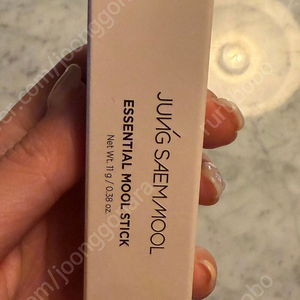 JUNG SAEM MOOL
ESSENTIAL MOOL STICK
Net Wt. 11 g / 0.38 oz.